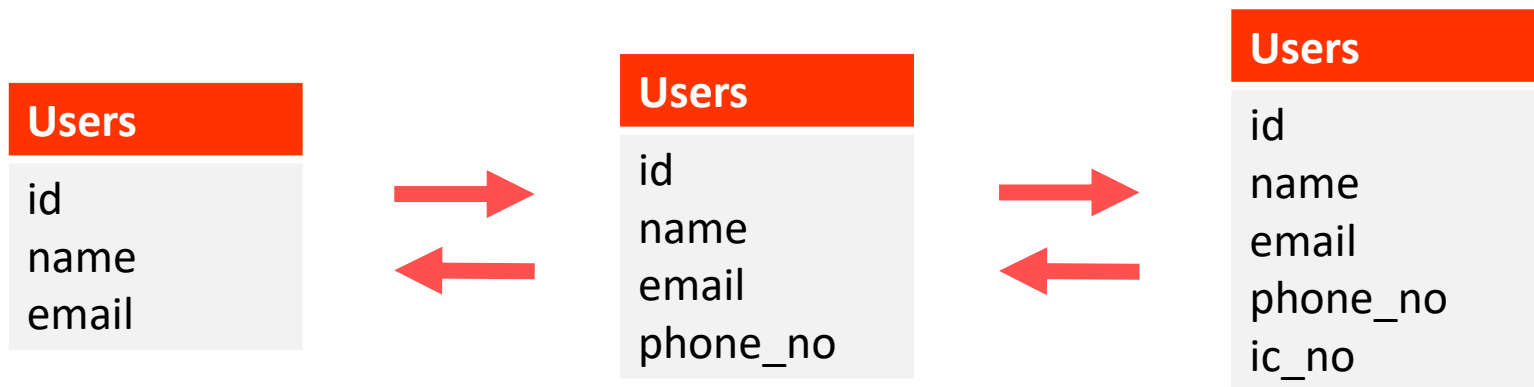 Users
id
name
email
Users
id
name
email
phone_no
Users
id
name
email
phone_no
ic_no